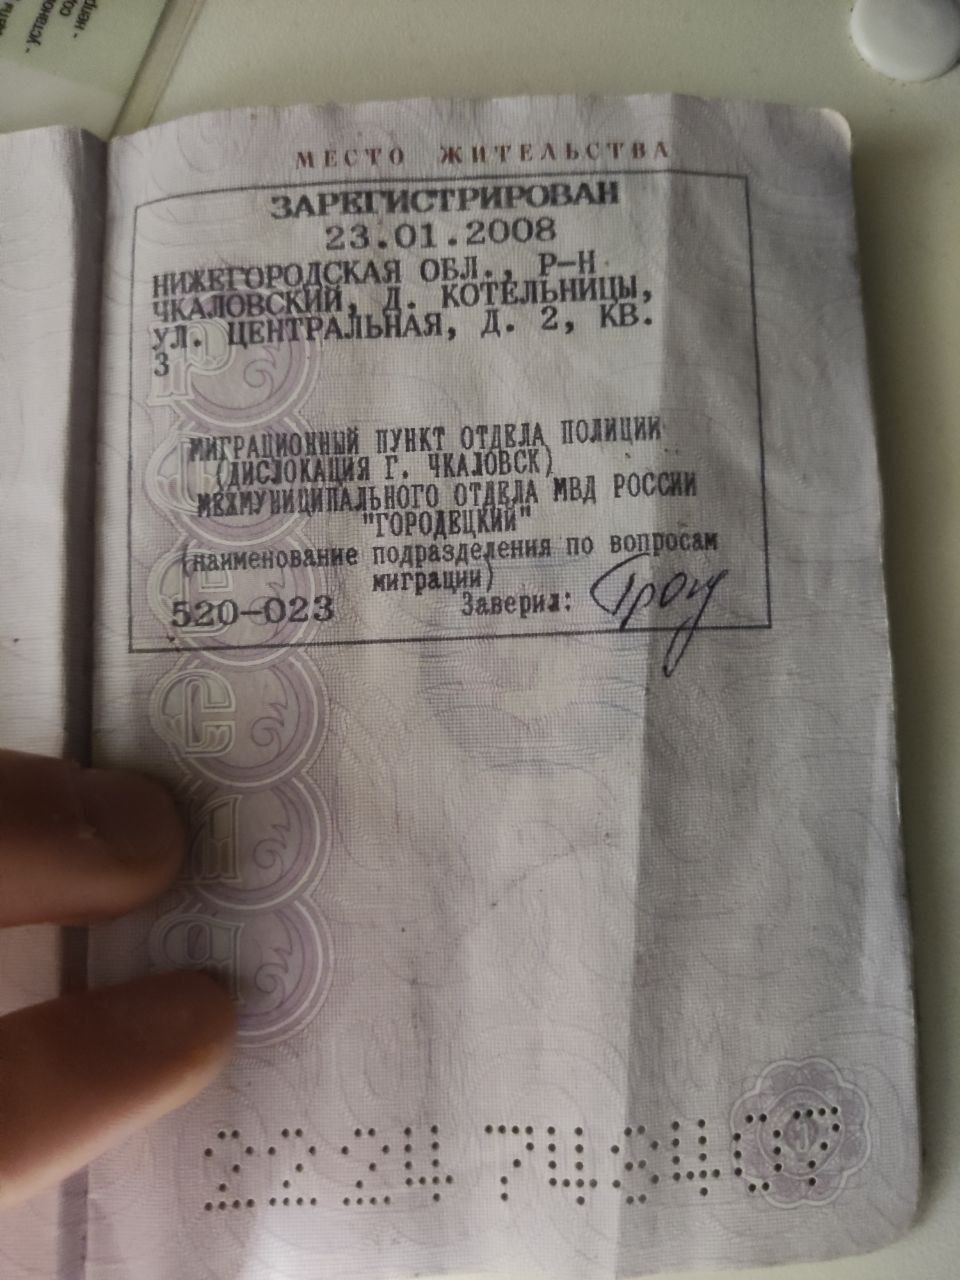 - устано
МЕСТО ЖИТЕЛЬСТВА
ЗАРЕГИСТРИРОВАН
23.01.2008
НИЖЕГОРОДСКАЯ ОБЛ., Р-Н
ЧКАЛОВСКИЙ, Д. КОТЕЛЬНИЦЫ,
УЛ. ЦЕНТРАЛЬНАЯ, Д. 2, КВ.
3
МИГРАЦИОННЫЙ ПУНКТ ОТДЕЛА ПОЛИЦИИ
(ДИСЛОКАЦИЯ Г. ЧКАЛОВСК)
МЕЖМУНИЦИПАЛЬНОГО ОТДЕЛА МВД РОССИИ
"ГОРОДЕЦКИЙ"
(наименование подразделения по вопросам
миграции)
520-023 Заверил: